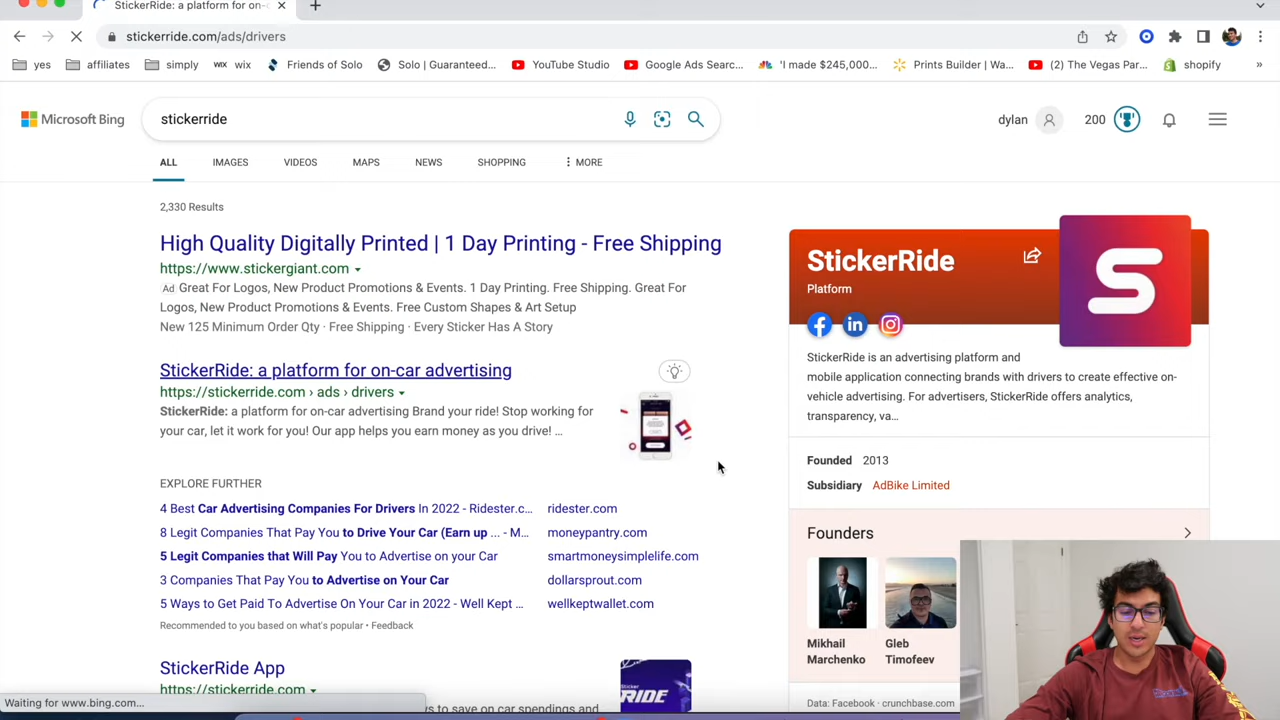 StickerRide: a platform for on-c
stickerride.com/ads/drivers
yes
affiliates
simply
WiX
wix
Friends of Solo
Solo | Guaranteed...
YouTube Studio
Google Ads Searc...
'I made $245,000...
Prints Builder | Wa...
(2) The Vegas Par...
shopify
»
Microsoft Bing
stickerride
dylan
200
ALL
IMAGES
VIDEOS
MAPS
NEWS
SHOPPING
MORE
2,330 Results
High Quality Digitally Printed | 1 Day Printing - Free Shipping
https://www.stickergiant.com
Ad Great For Logos, New Product Promotions & Events. 1 Day Printing. Free Shipping. Great For
Logos, New Product Promotions & Events. Free Custom Shapes & Art Setup
New 125 Minimum Order Qty · Free Shipping · Every Sticker Has A Story
StickerRide: a platform for on-car advertising
https://stickerride.com › ads › drivers
StickerRide: a platform for on-car advertising Brand your ride! Stop working for
your car, let it work for you! Our app helps you earn money as you drive! ...
EXPLORE FURTHER
4 Best Car Advertising Companies For Drivers In 2022 - Ridester.c... ridester.com
8 Legit Companies That Pay You to Drive Your Car (Earn up ... - M... moneypantry.com
5 Legit Companies that Will Pay You to Advertise on your Car smartmoneysimplelife.com
3 Companies That Pay You to Advertise on Your Car dollarsprout.com
5 Ways to Get Paid To Advertise On Your Car in 2022 - Well Kept ... wellkeptwallet.com
Recommended to you based on what's popular • Feedback
StickerRide App
https://stickerride.com
ys to save on car spendings and
Sticker
RIDE
Waiting for www.bing.com...
StickerRide
Platform
S
StickerRide is an advertising platform and
mobile application connecting brands with drivers to create effective on-
vehicle advertising. For advertisers, StickerRide offers analytics,
transparency, va...
Founded 2013
Subsidiary AdBike Limited
Founders
Mikhail
Marchenko
Gleb
Timofeev
Data: Facebook · crunchbase.com